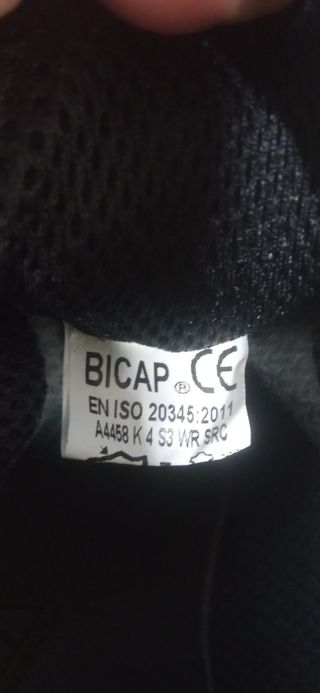 BICAP ® CE
EN ISO 20345:2011
A4458 K 4 S3 WR SRC